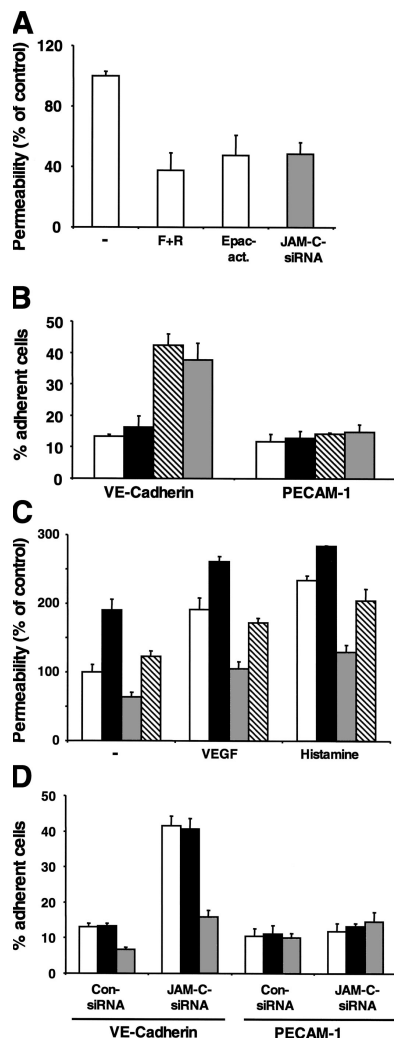 A
Permeability (% of control)
120
80
40
0
-
F+R
Epac-
act.
JAM-C-
siRNA
B
% adherent cells
50
40
30
20
10
0
VE-Cadherin
PECAM-1
C
Permeability (% of control)
300
200
100
0
-
VEGF
Histamine
D
% adherent cells
50
40
30
20
10
0
Con-
siRNA
JAM-C-
siRNA
Con-
siRNA
JAM-C-
siRNA
VE-Cadherin
PECAM-1